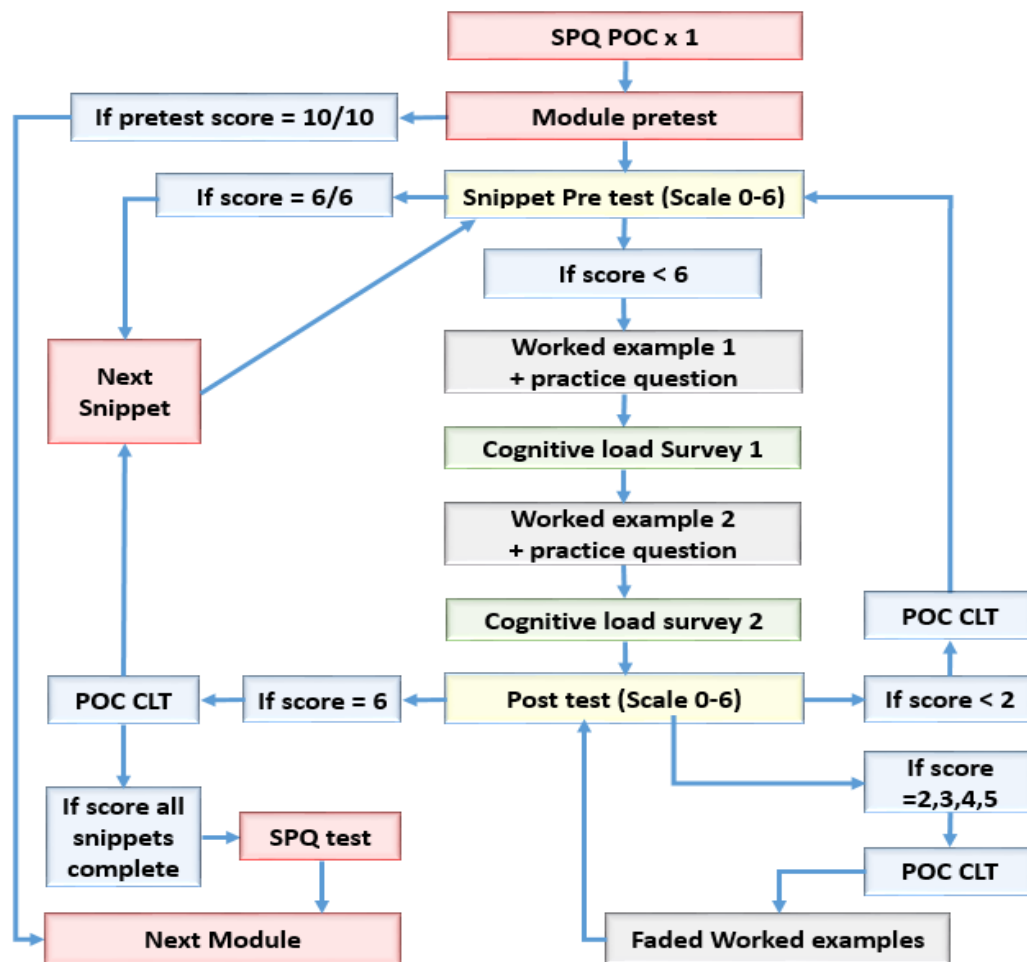 SPQ POC x 1
If pretest score = 10/10
Module pretest
If score = 6/6
Snippet Pre test (Scale 0-6)
If score < 6
Worked example 1
+ practice question
Next
Snippet
Cognitive load Survey 1
Worked example 2
+ practice question
Cognitive load survey 2
POC CLT
POC CLT
If score = 6
Post test (Scale 0-6)
If score < 2
If score
=2,3,4,5
If score all
snippets
complete
SPQ test
POC CLT
Next Module
Faded Worked examples